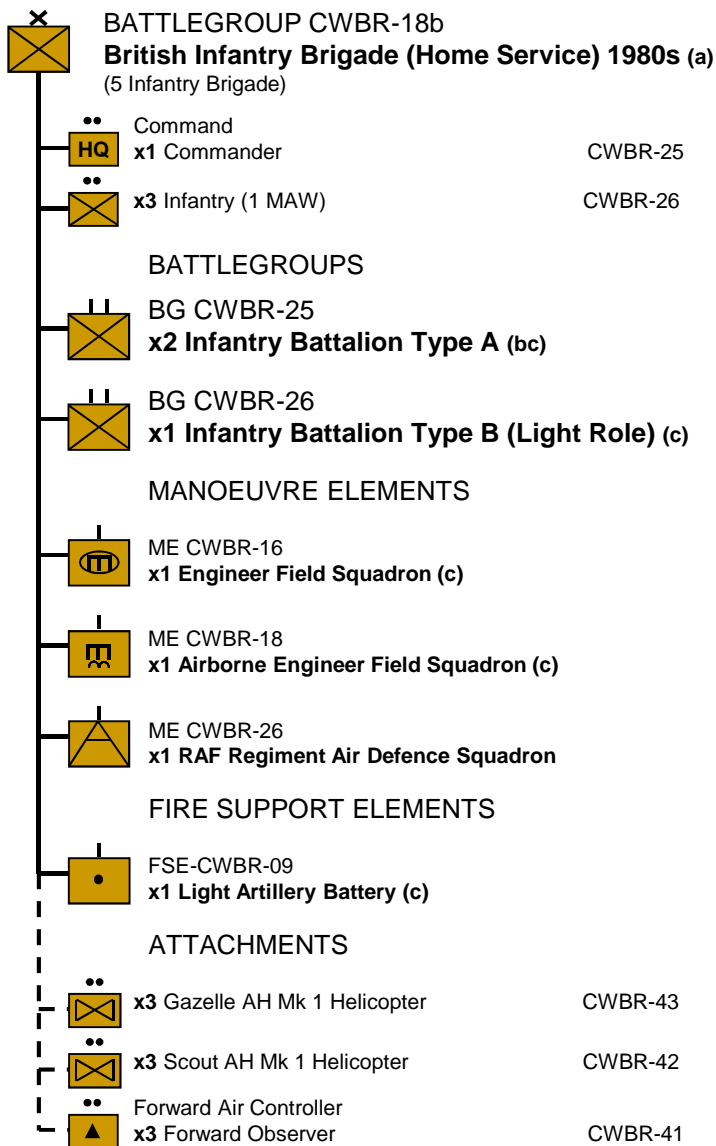 BATTLEGROUP CWBR-18b
British Infantry Brigade (Home Service) 1980s (a)
(5 Infantry Brigade)
Command
HQ x1 Commander CWBR-25
x3 Infantry (1 MAW) CWBR-26
BATTLEGROUPS
BG CWBR-25
x2 Infantry Battalion Type A (bc)
BG CWBR-26
x1 Infantry Battalion Type B (Light Role) (c)
MANOEUVRE ELEMENTS
ME CWBR-16
x1 Engineer Field Squadron (c)
ME CWBR-18
x1 Airborne Engineer Field Squadron (c)
ME CWBR-26
x1 RAF Regiment Air Defence Squadron
FIRE SUPPORT ELEMENTS
FSE-CWBR-09
x1 Light Artillery Battery (c)
ATTACHMENTS
x3 Gazelle AH Mk 1 Helicopter CWBR-43
x3 Scout AH Mk 1 Helicopter CWBR-42
Forward Air Controller
x3 Forward Observer CWBR-41